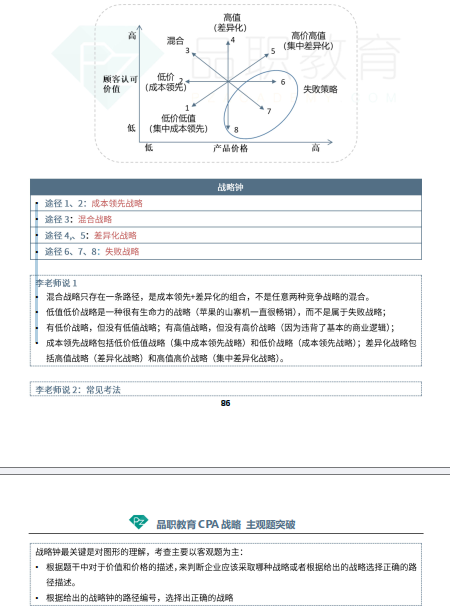 高值
（差异化）
高
混合
3
4
高价高值
（集中差异化）
5
顾客认可
价值
低价
（成本领先）
2
6
失败策略
1
7
低价低值
（集中成本领先）
8
低
低
产品价格
高
品职教育
战略钟
途径 1、2：成本领先战略
途径 3：混合战略
途径 4,、5：差异化战略
途径 6、7、8：失败战略
李老师说 1
混合战略只存在一条路径，是成本领先+差异化的组合，不是任意两种竞争战略的混合。
低值低价战略是一种很有生命力的战略（苹果的山寨机一直很畅销），而不是属于失败战略；
有低价战略，但没有低值战略；有高值战略，但没有高价战略（因为违背了基本的商业逻辑）；
成本领先战略包括低价低值战略（集中成本领先战略）和低价战略（成本领先战略）；差异化战略包
括高值战略（差异化战略）和高值高价战略（集中差异化战略）。
李老师说 2：常见考法
品职教育 CPA 战略 主观题突破
战略钟最关键是对图形的理解，考查主要以客观题为主：
根据题干中对于价值和价格的描述，来判断企业应该采取哪种战略或者根据给出的战略选择正确的路
径描述。
根据给出的战略钟的路径编号，选择出正确的战略